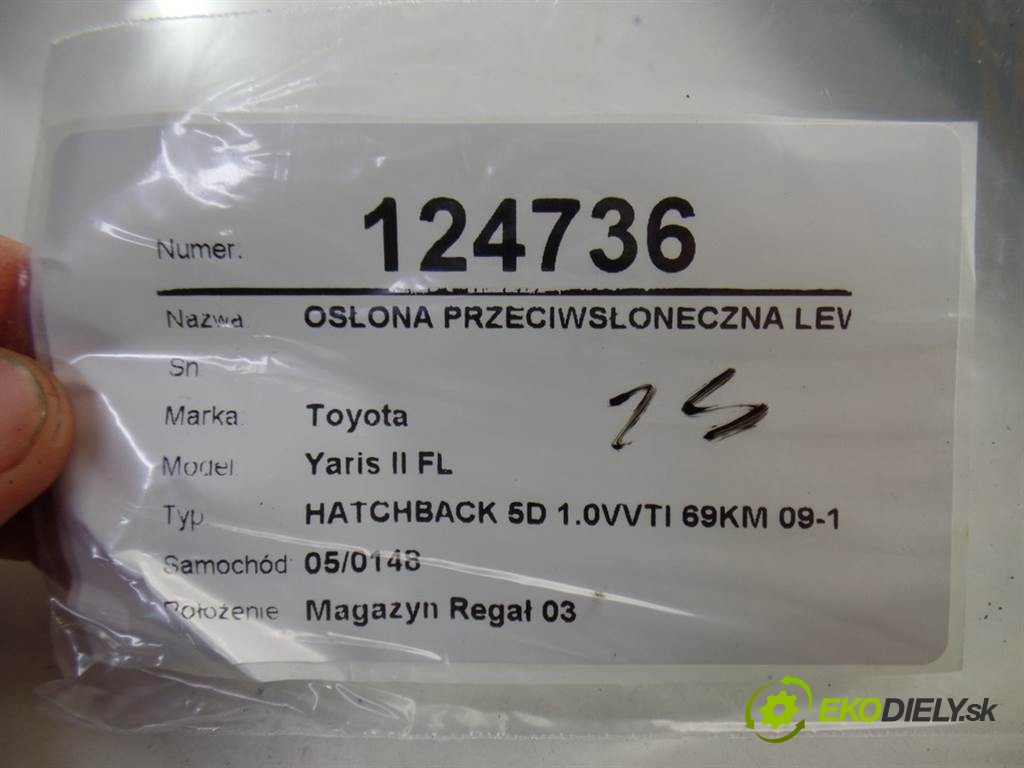 Numer: 124736
Nazwa OSŁONA PRZECIWSŁONECZNA LEW
Sn
Marka Toyota
Model Yaris II FL
Typ HATCHBACK 5D 1.0VVTI 69KM 09-1
Samochód 05/0148
Położenie Magazyn Regał 03
EKODIELY.sk